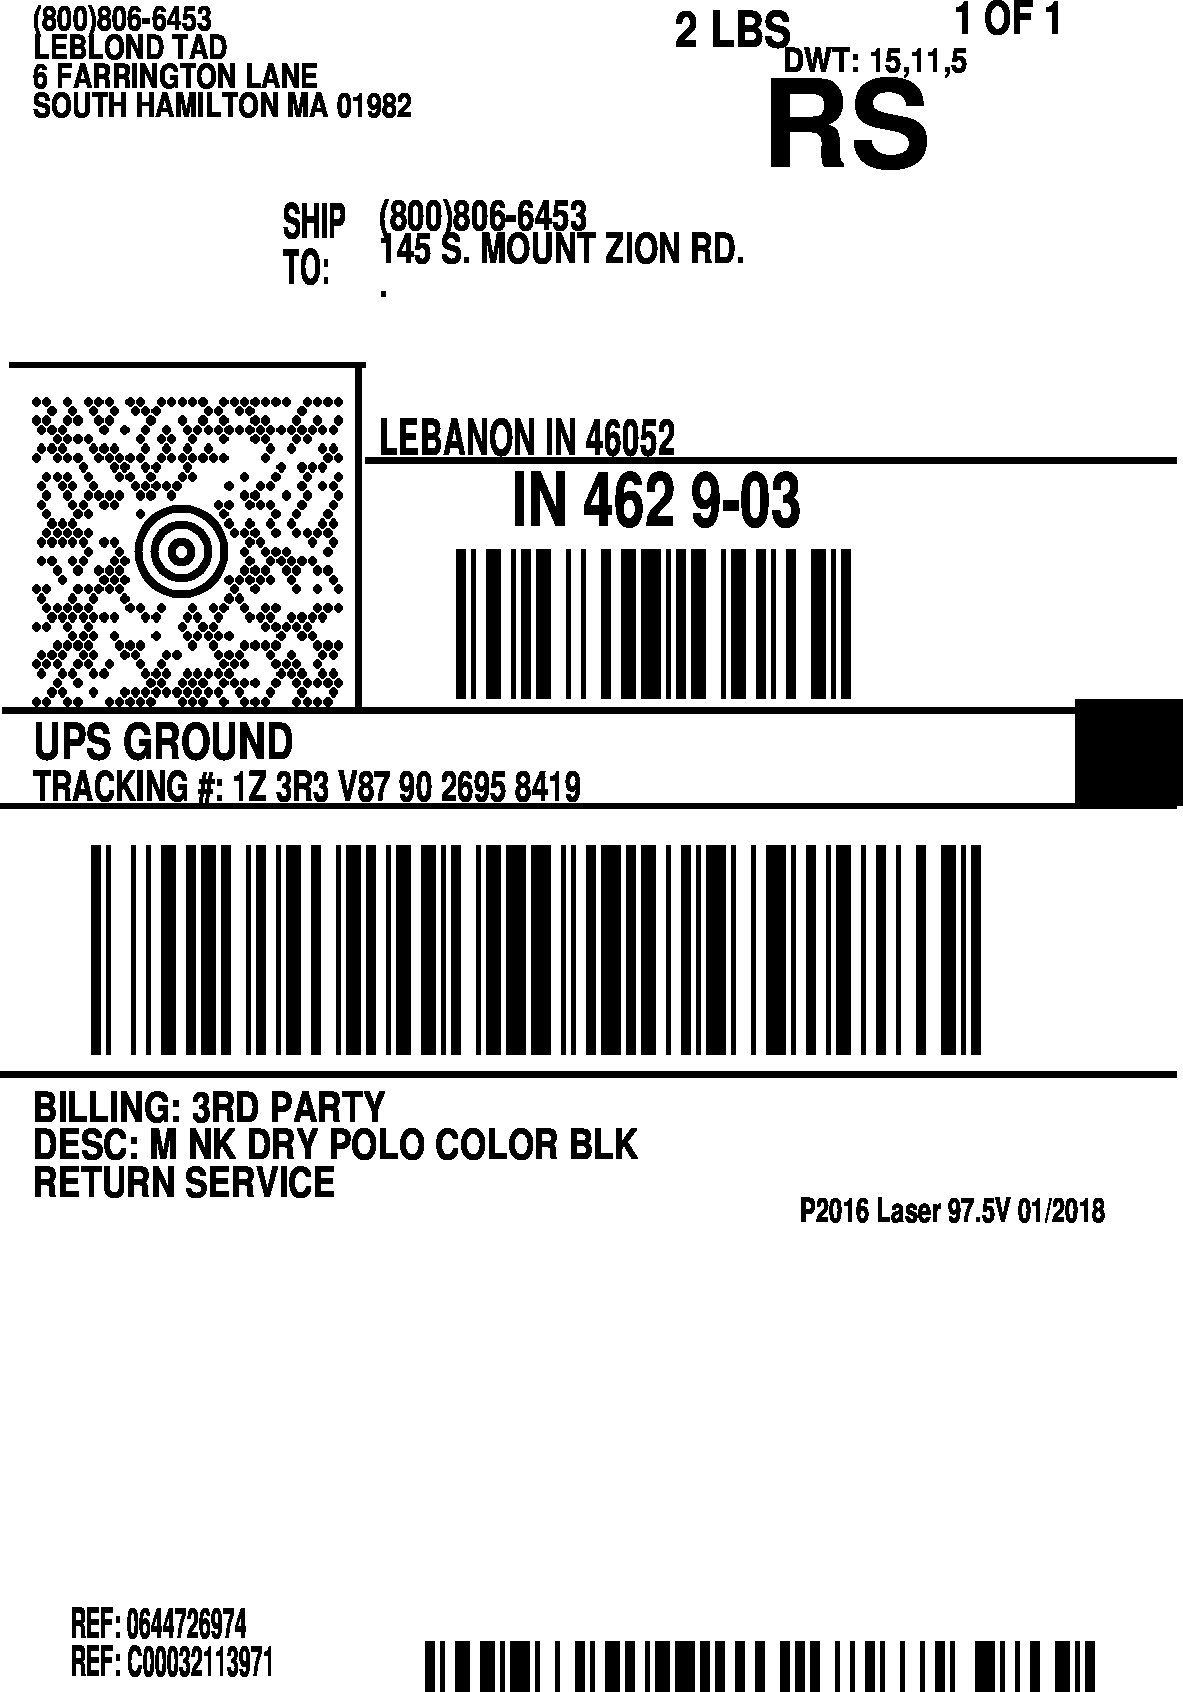 (800)806-6453
LEBLOND TAD
6 FARRINGTON LANE
SOUTH HAMILTON MA 01982
2 LBS
1 OF 1
DWT: 15,11,5
RS
SHIP TO:
(800)806-6453
145 S. MOUNT ZION RD.
.
LEBANON IN 46052
IN 462 9-03
UPS GROUND
TRACKING #: 1Z 3R3 V87 90 2695 8419
BILLING: 3RD PARTY
DESC: M NK DRY POLO COLOR BLK
RETURN SERVICE
P2016 Laser 97.5V 01/2018
REF: 0644726974
REF: C00032113971